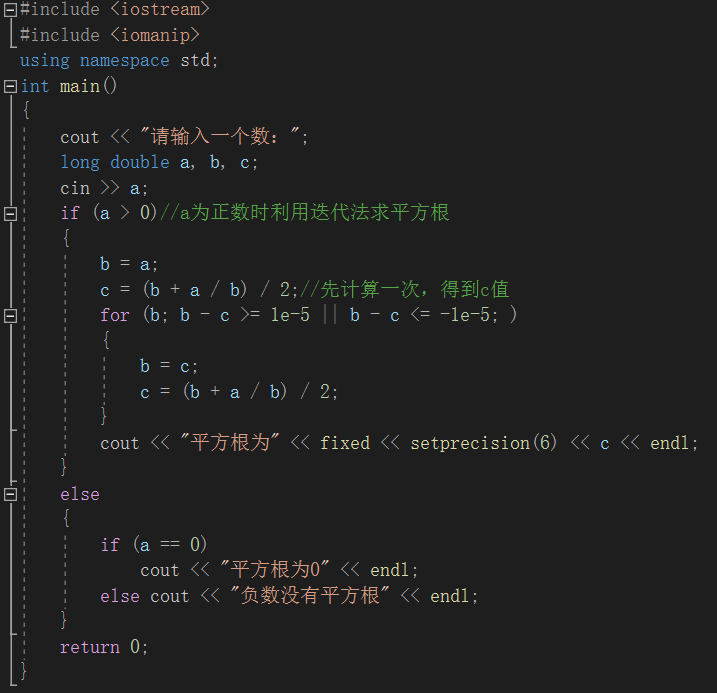 #include <iostream>
#include <iomanip>
using namespace std;
int main()
{
    cout << "请输入一个数：";
    long double a, b, c;
    cin >> a;
    if (a > 0)//a为正数时利用迭代法求平方根
    {
        b = a;
        c = (b + a / b) / 2;//先计算一次，得到c值
        for (b; b - c >= 1e-5 || b - c <= -1e-5; )
        {
            b = c;
            c = (b + a / b) / 2;
        }
        cout << "平方根为" << fixed << setprecision(6) << c << endl;
    }
    else
    {
        if (a == 0)
            cout << "平方根为0" << endl;
        else cout << "负数没有平方根" << endl;
    }
    return 0;
}